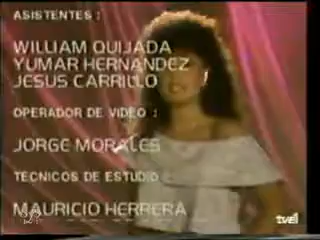 ASISTENTES :
WILLIAM QUIJADA
YUMAR HERNANDEZ
JESUS CARRILLO
OPERADOR DE VIDEO :
JORGE MORALES
TECNICOS DE ESTUDIO
MAURICIO HERRERA
tve